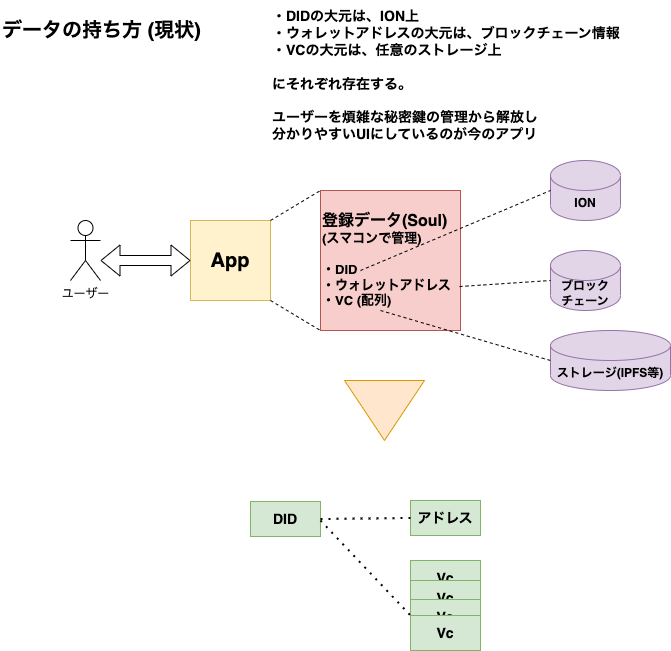 データの持ち方 (現状)
・DIDの大元は、ION上
・ウォレットアドレスの大元は、ブロックチェーン情報
・VCの大元は、任意のストレージ上
にそれぞれ存在する。
ユーザーを煩雑な秘密鍵の管理から解放し
分かりやすいUIにしているのが今のアプリ
ユーザー
App
登録データ(Soul)
(スマコンで管理)
・DID
・ウォレットアドレス
・VC (配列)
ION
ブロック
チェーン
ストレージ(IPFS等)
DID
アドレス
Vc
Vc
Vc
Vc